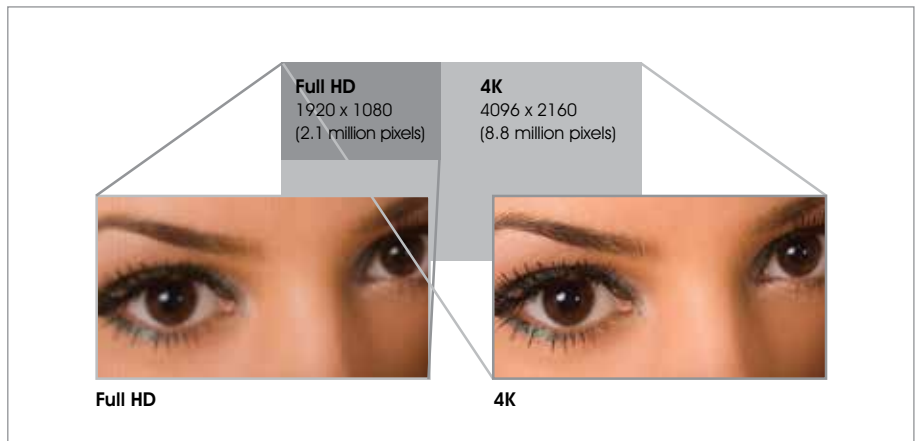 Full HD
1920 x 1080
(2.1 million pixels)
4K
4096 x 2160
(8.8 million pixels)
Full HD
4K